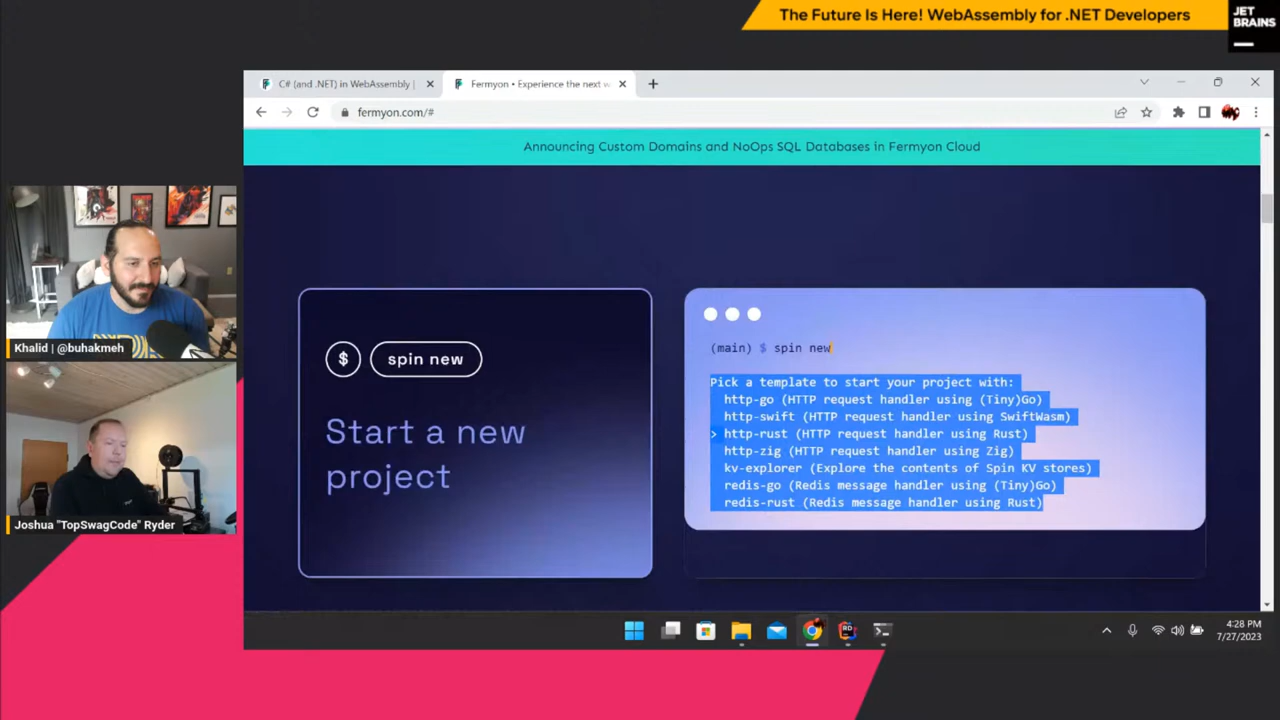 The Future Is Here! WebAssembly for .NET Developers
JET
BRAINS
C# (and .NET) in WebAssembly |
Fermyon • Experience the next w
fermyon.com/#
Announcing Custom Domains and NoOps SQL Databases in Fermyon Cloud
$ spin new
Start a new
project
(main) $ spin new
Pick a template to start your project with:
http-go (HTTP request handler using (Tiny)Go)
http-swift (HTTP request handler using SwiftWasm)
> http-rust (HTTP request handler using Rust)
http-zig (HTTP request handler using Zig)
kv-explorer (Explore the contents of Spin KV stores)
redis-go (Redis message handler using (Tiny)Go)
redis-rust (Redis message handler using Rust)
Khalid | @buhakmeh
Joshua "TopSwagCode" Ryder
RD
4:28 PM
7/27/2023